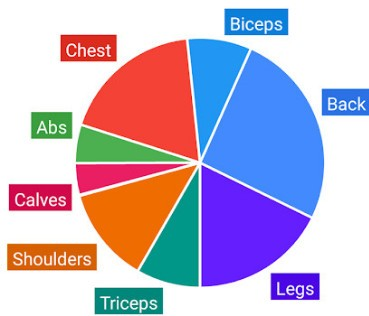 Biceps
Chest
Back
Abs
Calves
Shoulders
Legs
Triceps